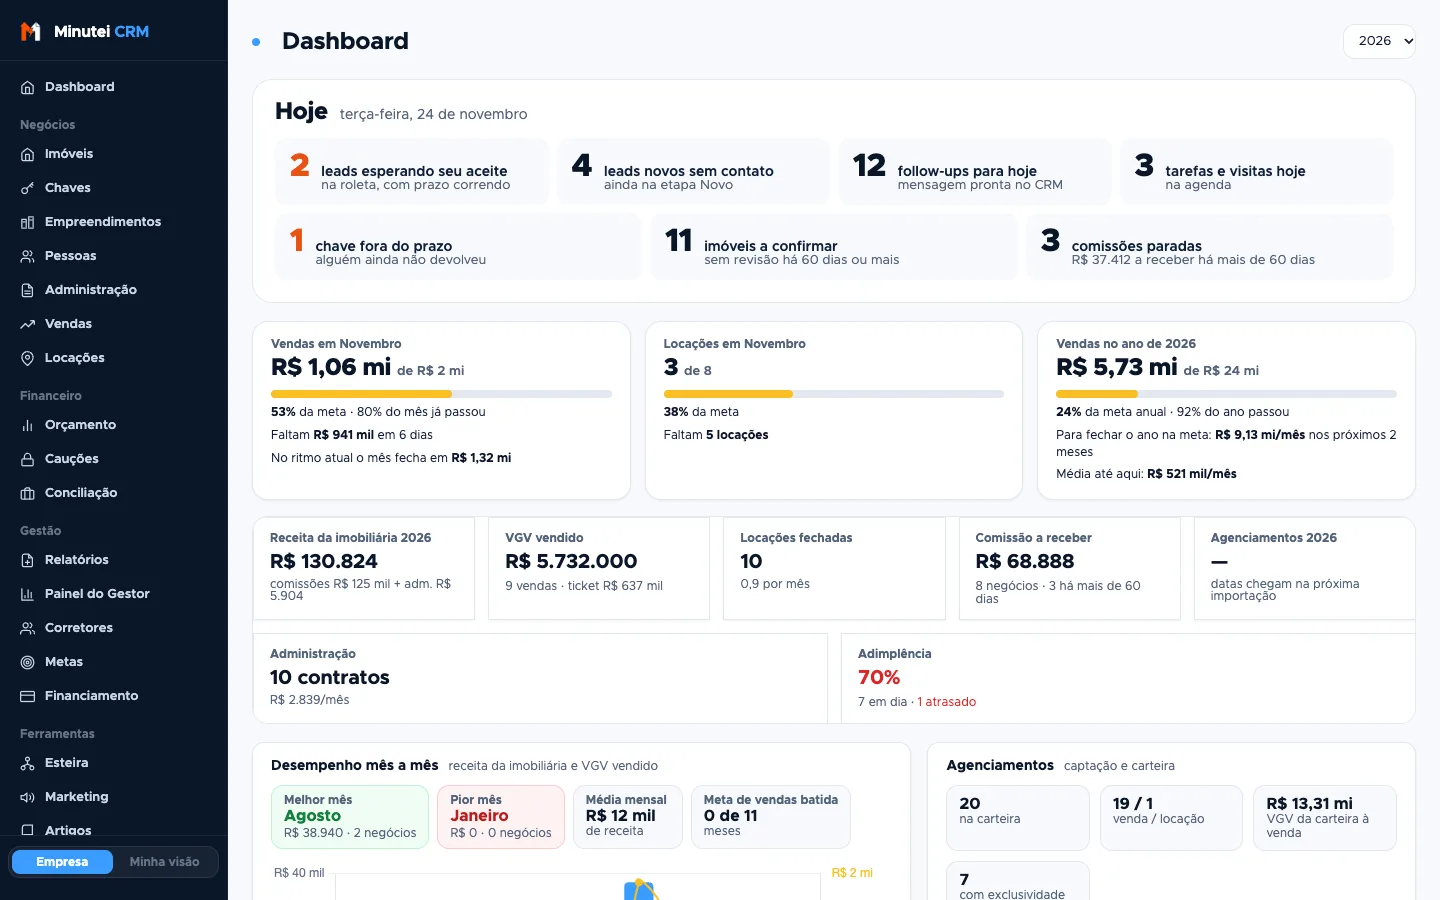 Minutei CRM
Dashboard
Negócios
Imóveis
Chaves
Empreendimentos
Pessoas
Administração
Vendas
Locações
Financeiro
Orçamento
Cauções
Conciliação
Gestão
Relatórios
Painel do Gestor
Corretores
Metas
Financiamento
Ferramentas
Esteira
Marketing
Artigos
Empresa
Minha visão
Dashboard
2026
Hoje terça-feira, 24 de novembro
2 leads esperando seu aceite
na roleta, com prazo correndo
4 leads novos sem contato
ainda na etapa Novo
12 follow-ups para hoje
mensagem pronta no CRM
3 tarefas e visitas hoje
na agenda
1 chave fora do prazo
alguém ainda não devolveu
11 imóveis a confirmar
sem revisão há 60 dias ou mais
3 comissões paradas
R$ 37.412 a receber há mais de 60 dias
Vendas em Novembro
R$ 1,06 mi de R$ 2 mi
53% da meta · 80% do mês já passou
Faltam R$ 941 mil em 6 dias
No ritmo atual o mês fecha em R$ 1,32 mi
Locações em Novembro
3 de 8
38% da meta
Faltam 5 locações
Vendas no ano de 2026
R$ 5,73 mi de R$ 24 mi
24% da meta anual · 92% do ano passou
Para fechar o ano na meta: R$ 9,13 mi/mês nos próximos 2
meses
Média até aqui: R$ 521 mil/mês
Receita da imobiliária 2026
R$ 130.824
comissões R$ 125 mil + adm. R$
5.904
VGV vendido
R$ 5.732.000
9 vendas · ticket R$ 637 mil
Locações fechadas
10
0,9 por mês
Comissão a receber
R$ 68.888
8 negócios · 3 há mais de 60
dias
Agenciamentos 2026
—
datas chegam na próxima
importação
Administração
10 contratos
R$ 2.839/mês
Adimplência
70%
7 em dia · 1 atrasado
Desempenho mês a mês receita da imobiliária e VGV vendido
Melhor mês
Agosto
R$ 38.940 · 2 negócios
Pior mês
Janeiro
R$ 0 · 0 negócios
Média mensal
R$ 12 mil
de receita
Meta de vendas batida
0 de 11
meses
R$ 40 mil
R$ 2 mi
Agenciamentos captação e carteira
20
na carteira
19 / 1
venda / locação
R$ 13,31 mi
VGV da carteira à
venda
7
com exclusividade